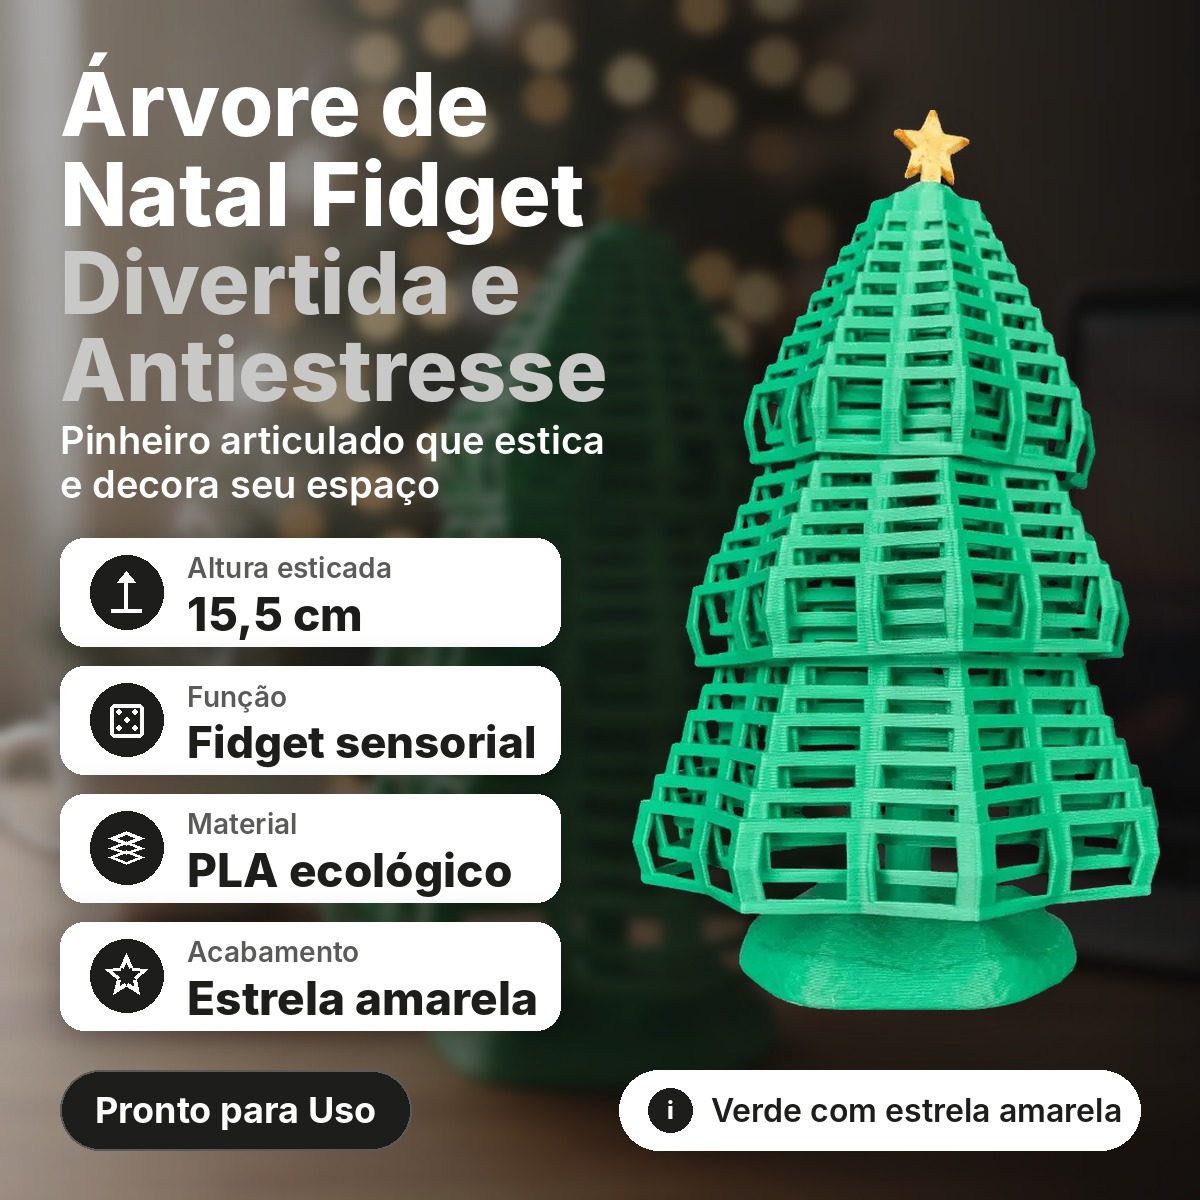 Árvore de
Natal Fidget
Divertida e
Antiestresse
Pinheiro articulado que estica
e decora seu espaço
Altura esticada
15,5 cm
Função
Fidget sensorial
Material
PLA ecológico
Acabamento
Estrela amarela
Pronto para Uso
i Verde com estrela amarela